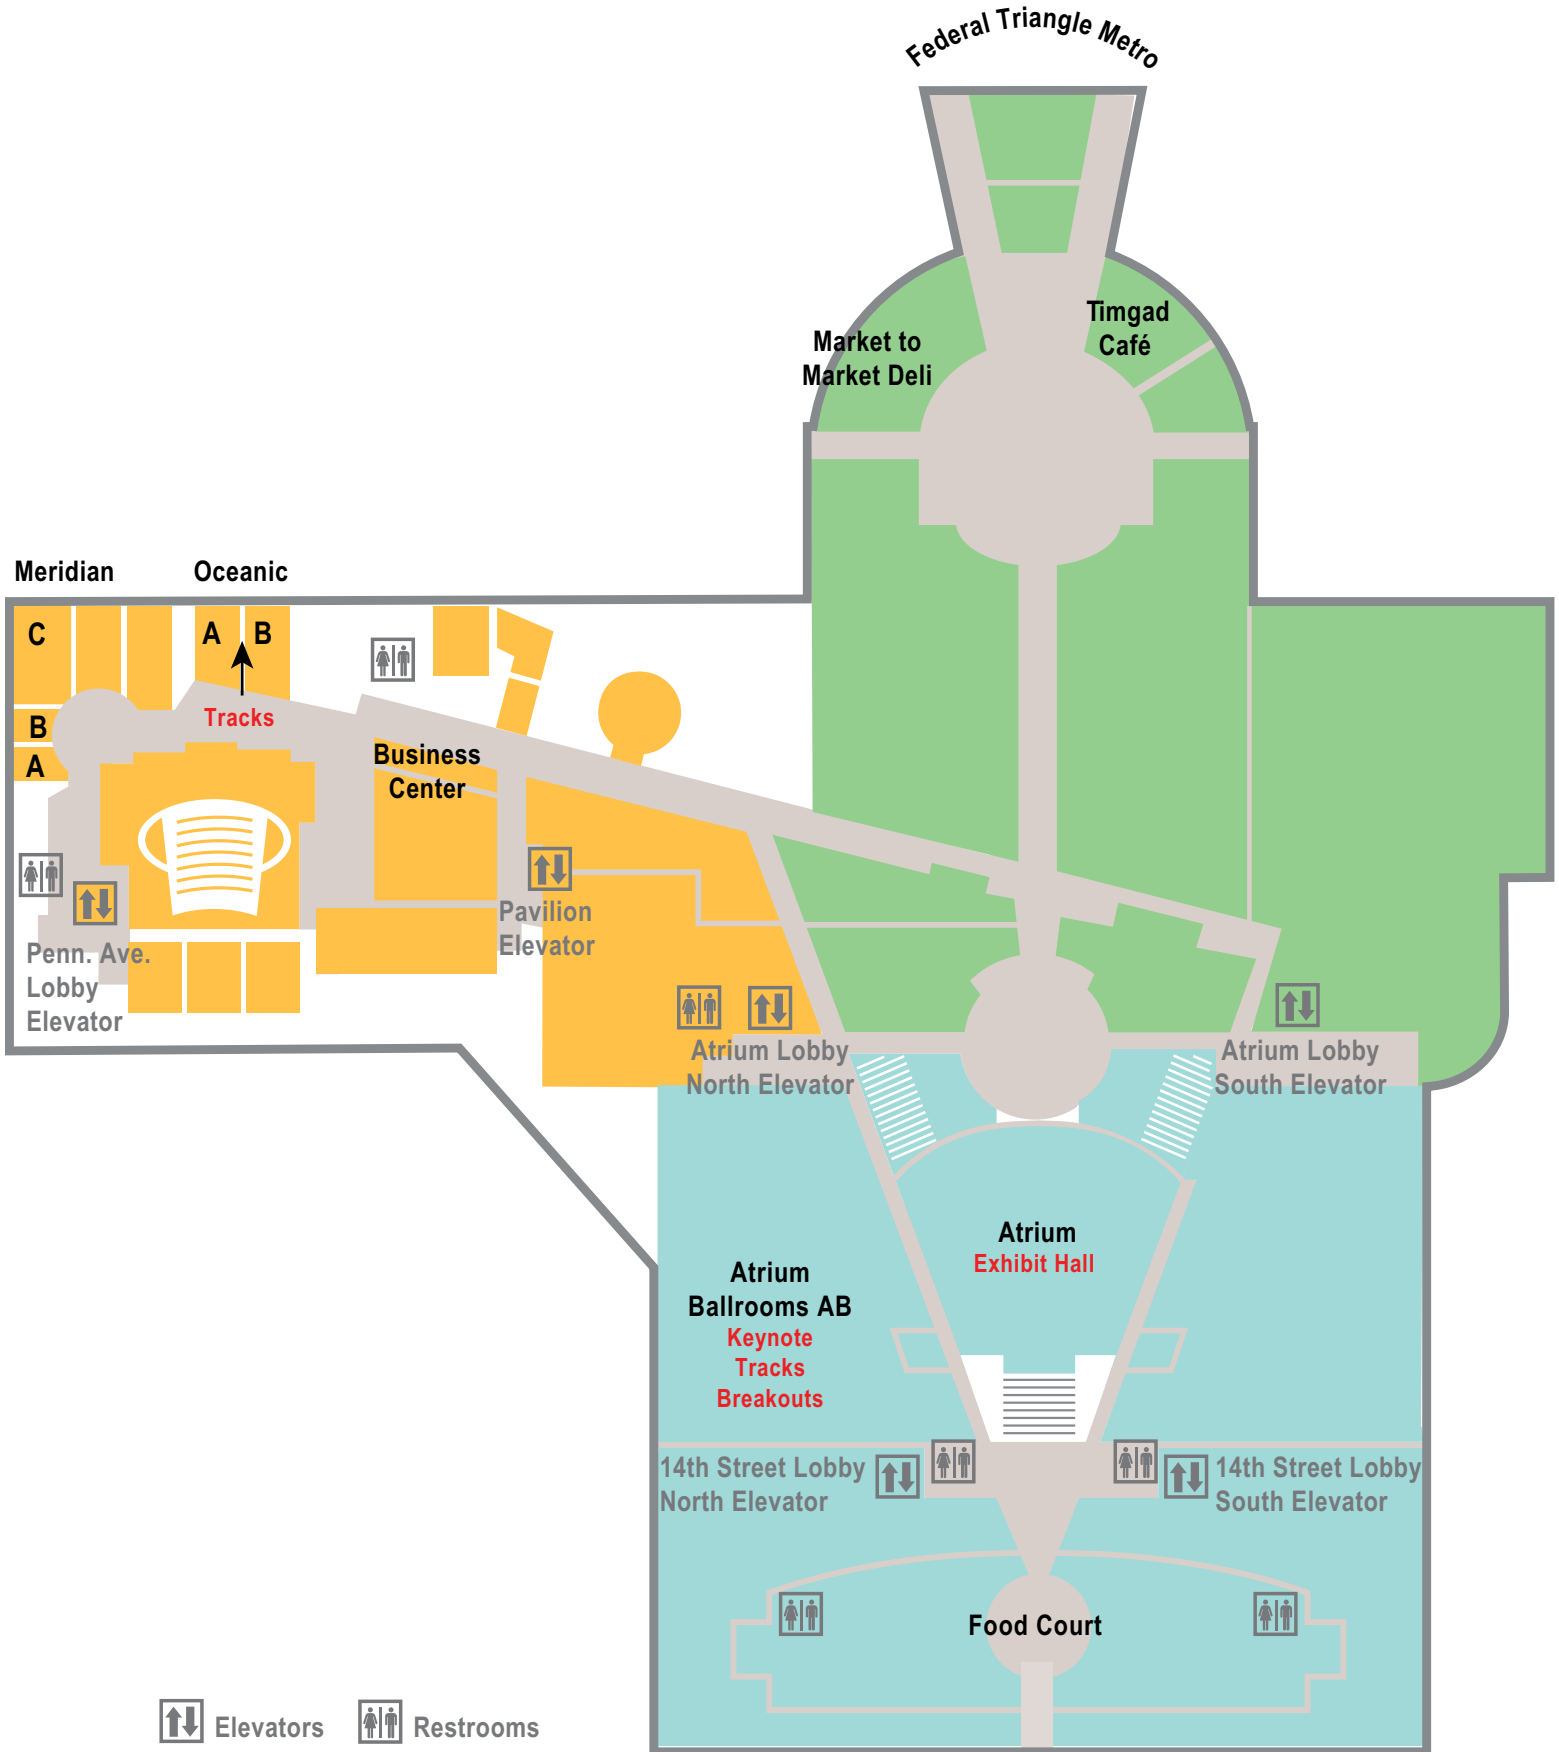 Federal Triangle Metro
Timgad
Café
Market to
Market Deli
Meridian
Oceanic
C
A
B
B
A
Tracks
Business
Center
Pavilion
Elevator
Penn. Ave.
Lobby
Elevator
Atrium Lobby
North Elevator
Atrium Lobby
South Elevator
Atrium
Exhibit Hall
Atrium
Ballrooms AB
Keynote
Tracks
Breakouts
14th Street Lobby
North Elevator
14th Street Lobby
South Elevator
Food Court
Elevators
Restrooms